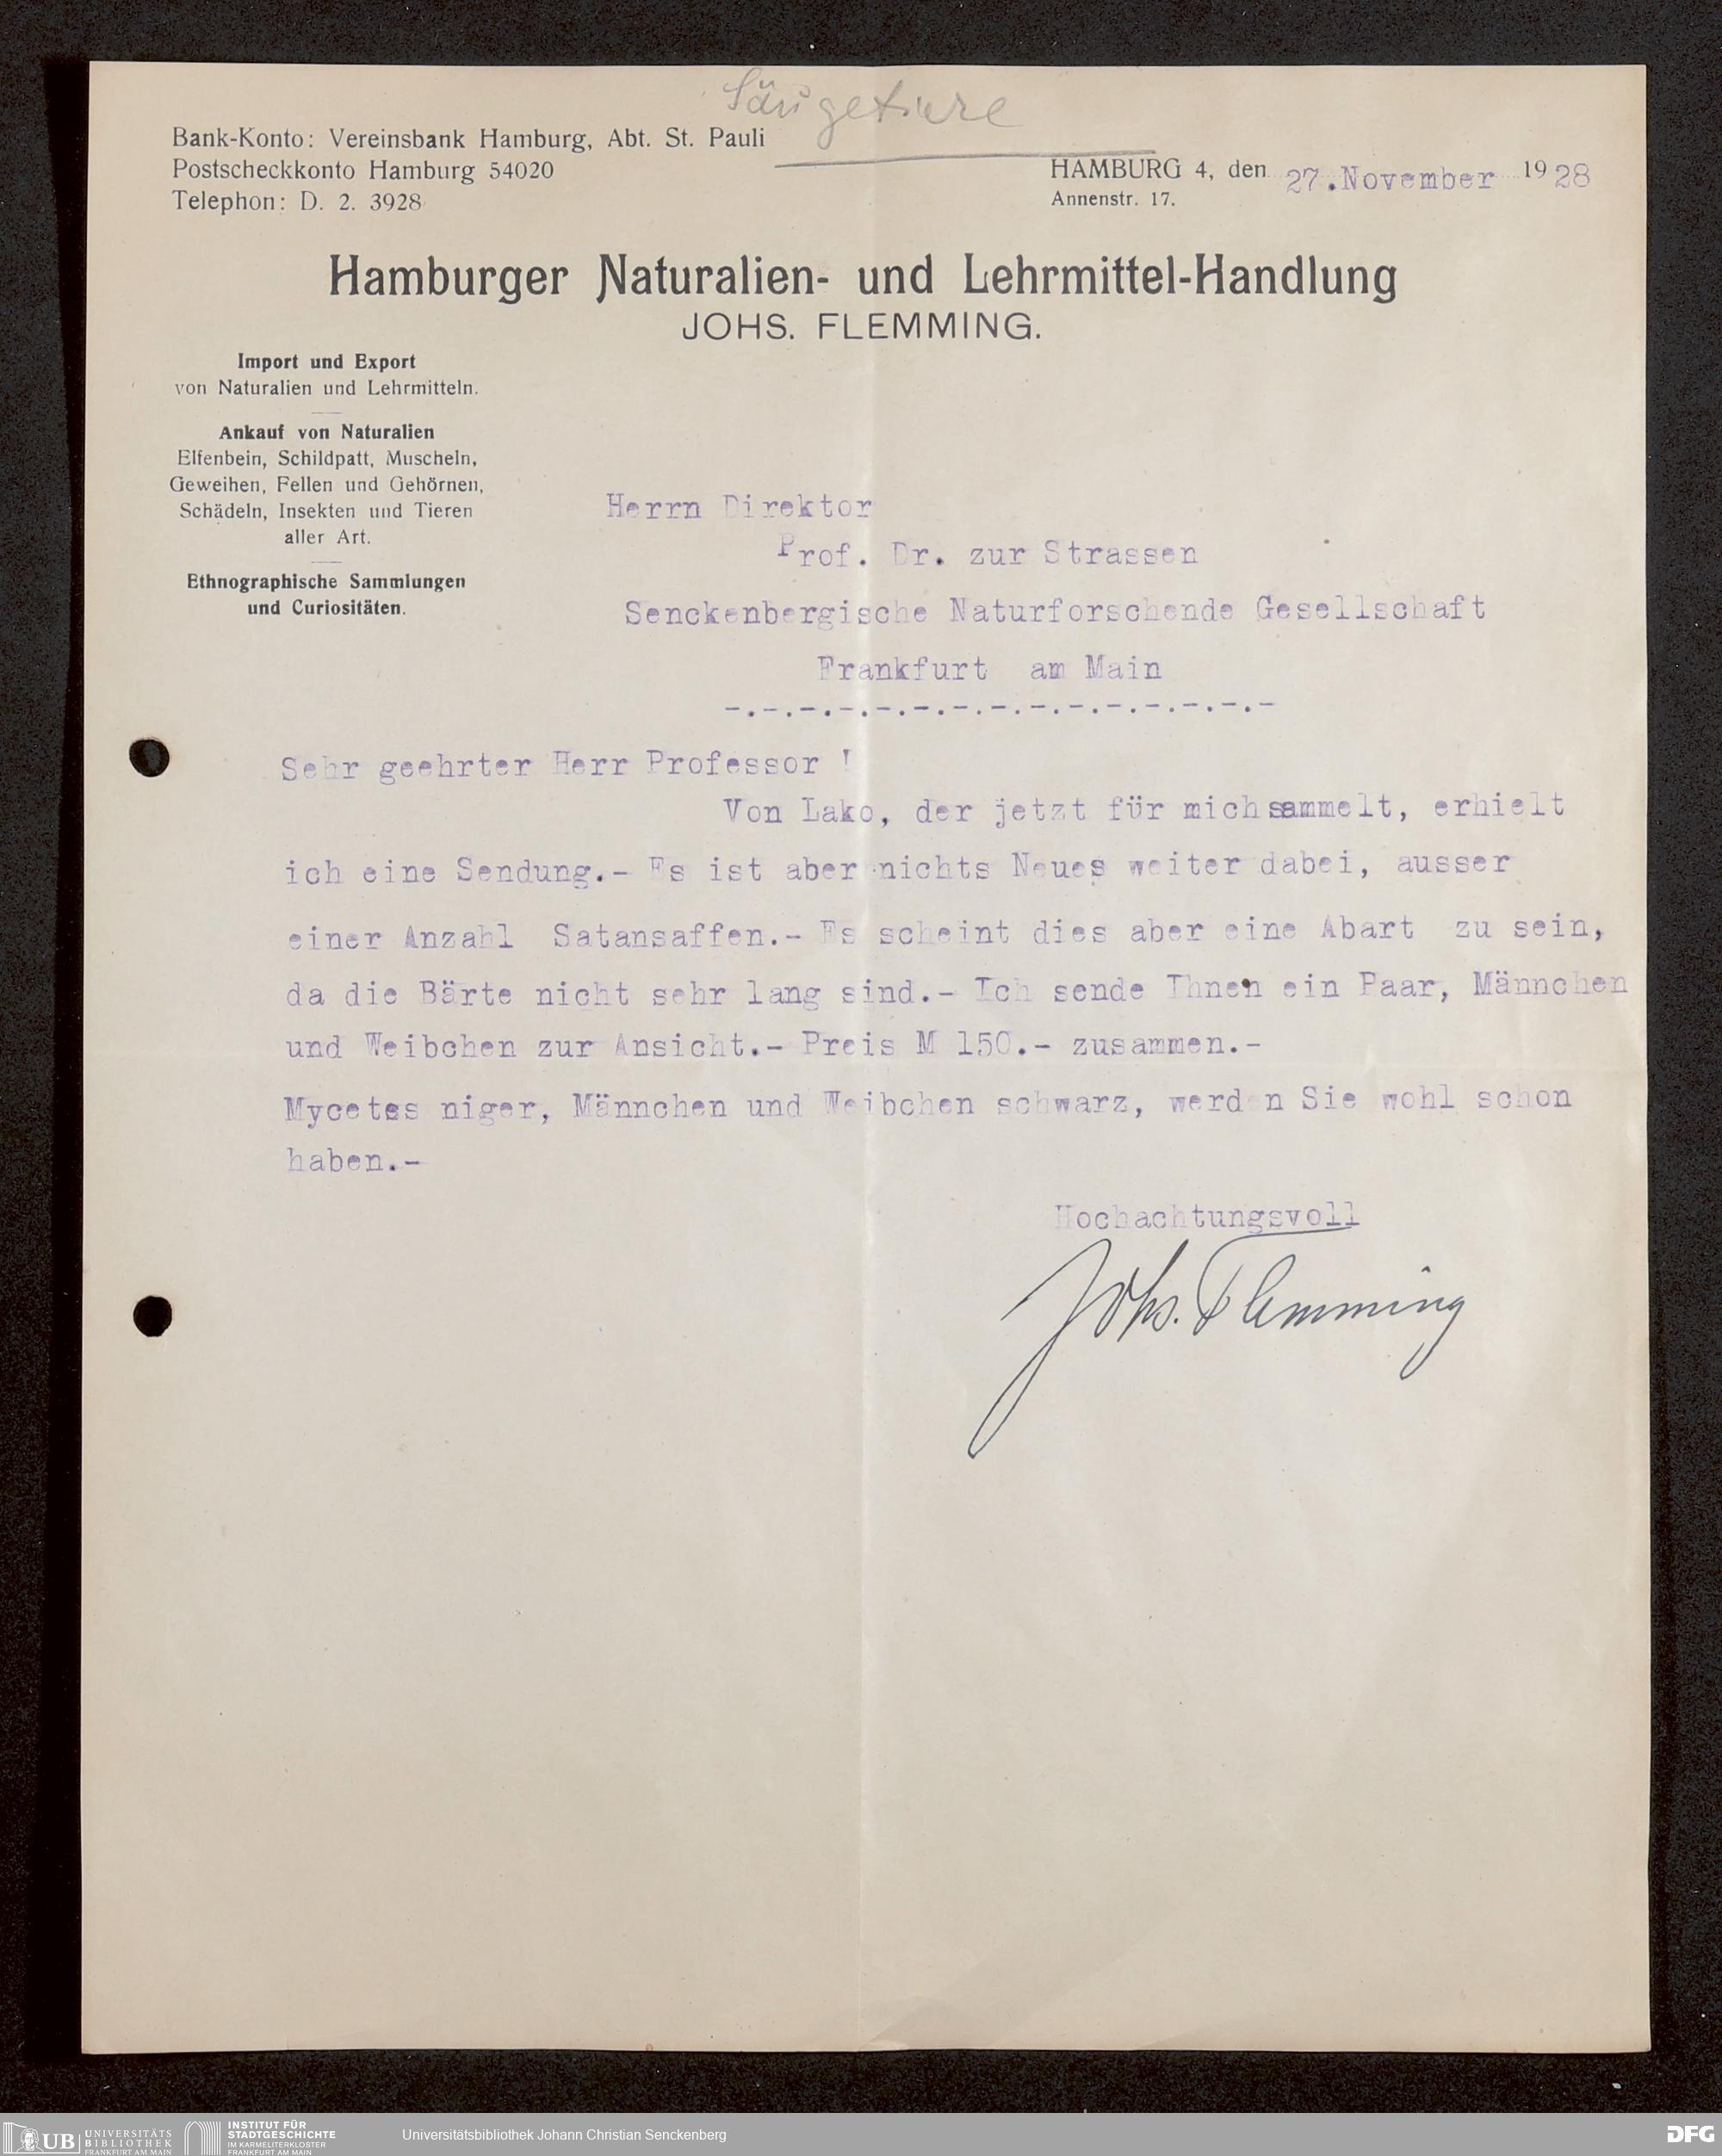 Säugetiere
Bank-Konto: Vereinsbank Hamburg, Abt. St. Pauli
Postscheckkonto Hamburg 54020
Telephon: D. 2. 3928
HAMBURG 4, den 27.November 1928
Annenstr. 17.
Hamburger Naturalien- und Lehrmittel-Handlung
JOHS. FLEMMING.
Import und Export
von Naturalien und Lehrmitteln.
Ankauf von Naturalien
Elfenbein, Schildpatt, Muscheln,
Geweihen, Fellen und Gehörnen,
Schädeln, Insekten und Tieren
aller Art.
Ethnographische Sammlungen
und Curiositäten.
Herrn Direktor
Prof. Dr. zur Strassen
Senckenbergische Naturforschende Gesellschaft
Frankfurt am Main
-.-.-.-.-.-.-.-.-.-.-.-.-.-.-
Sehr geehrter Herr Professor !
Von Lako, der jetzt für mich sammelt, erhielt
ich eine Sendung.- Es ist aber nichts Neues weiter dabei, ausser
einer Anzahl Satansaffen.- Es scheint dies aber eine Abart zu sein,
da die Bärte nicht sehr lang sind.- Ich sende Ihnen ein Paar, Männchen
und Weibchen zur Ansicht.- Preis M 150.- zusammen.-
Mycetes niger, Männchen und Weibchen schwarz, werden Sie wohl schon
haben.-
Hochachtungsvoll
Johs. Flemming
UB UNIVERSITÄTS
BIBLIOTHEK
FRANKFURT AM MAIN
INSTITUT FÜR
STADTGESCHICHTE
IM KARMELITERKLOSTER
FRANKFURT AM MAIN
Universitätsbibliothek Johann Christian Senckenberg
DFG